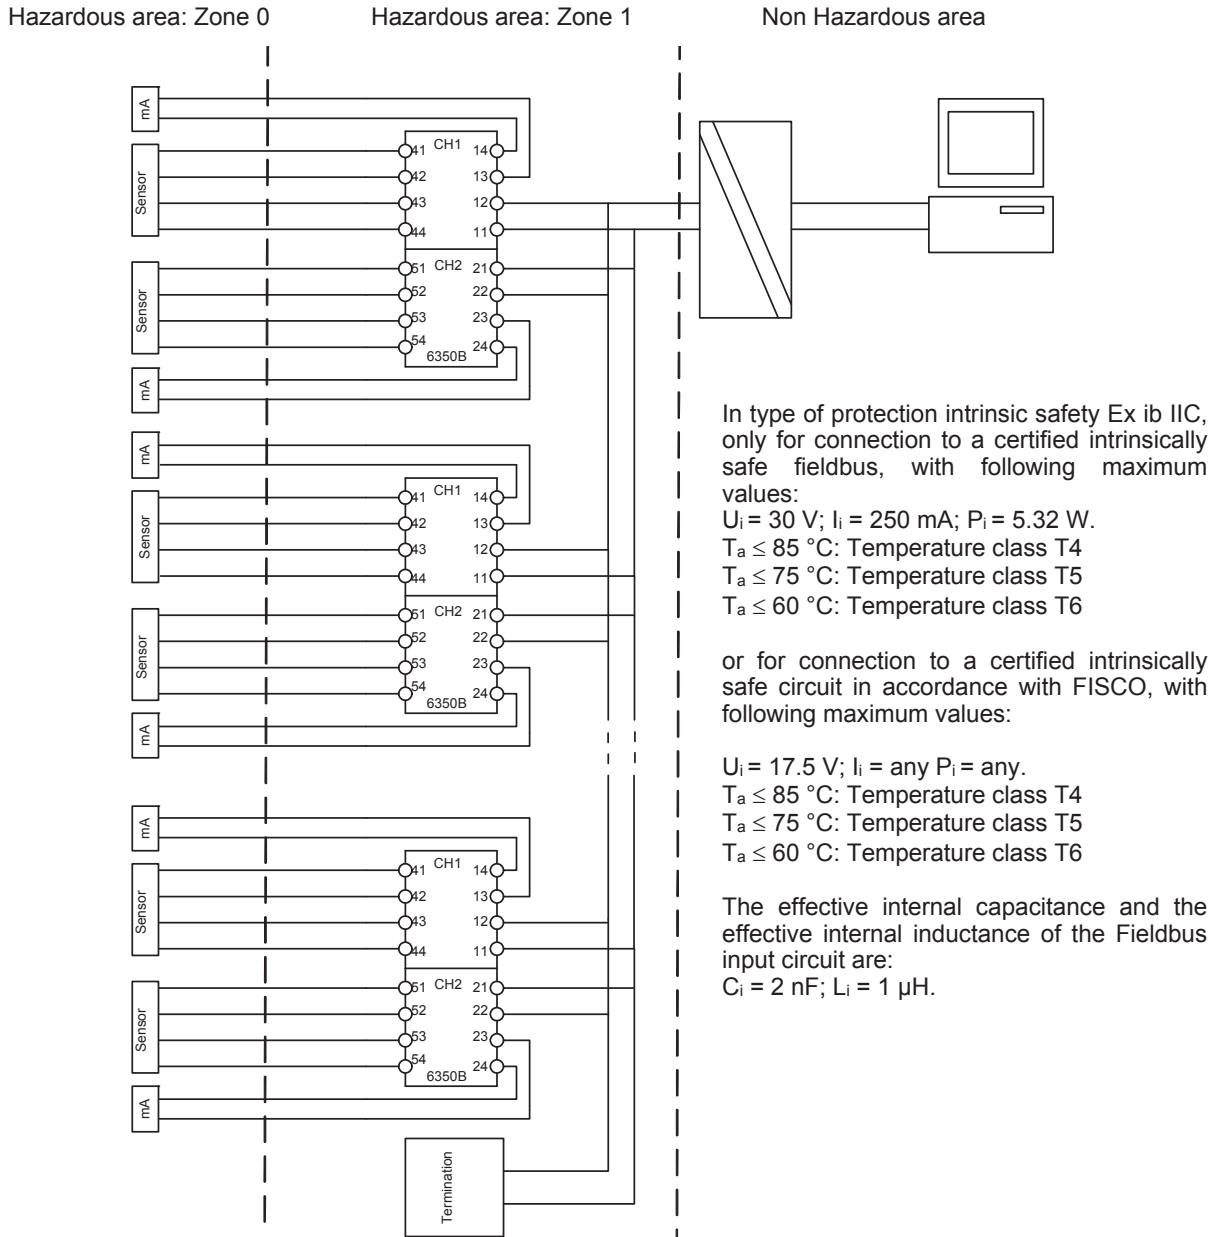 Hazardous area: Zone 0
Hazardous area: Zone 1
Non Hazardous area
mA
Sensor
Sensor
mA
41 CH1 14
42 13
43 12
44 11
51 CH2 21
52 22
53 23
54 24
6350B
mA
Sensor
Sensor
mA
41 CH1 14
42 13
43 12
44 11
51 CH2 21
52 22
53 23
54 24
6350B
mA
Sensor
Sensor
mA
41 CH1 14
42 13
43 12
44 11
51 CH2 21
52 22
53 23
54 24
6350B
Termination
In type of protection intrinsic safety Ex ib IIC,
only for connection to a certified intrinsically
safe fieldbus, with following maximum
values:
Ui = 30 V; Ii = 250 mA; Pi = 5.32 W.
Ta ≤ 85 °C: Temperature class T4
Ta ≤ 75 °C: Temperature class T5
Ta ≤ 60 °C: Temperature class T6
or for connection to a certified intrinsically
safe circuit in accordance with FISCO, with
following maximum values:
Ui = 17.5 V; Ii = any Pi = any.
Ta ≤ 85 °C: Temperature class T4
Ta ≤ 75 °C: Temperature class T5
Ta ≤ 60 °C: Temperature class T6
The effective internal capacitance and the
effective internal inductance of the Fieldbus
input circuit are:
Ci = 2 nF; Li = 1 µH.